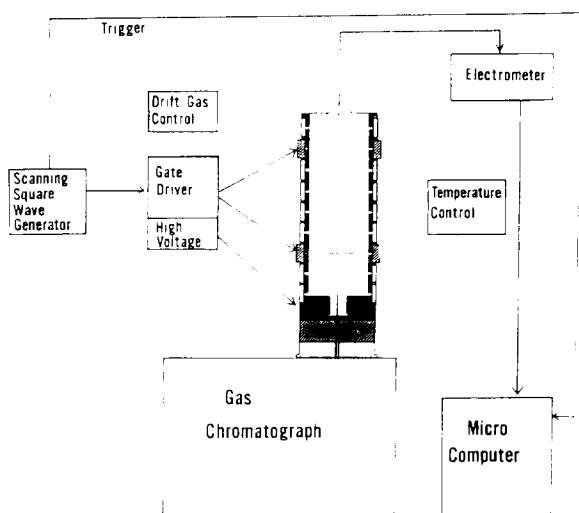 Trigger
Electrometer
Drift Gas
Control
Scanning
Square
Wave
Generator
Gate
Driver
High
Voltage
Temperature
Control
Gas
Chromatograph
Micro
Computer